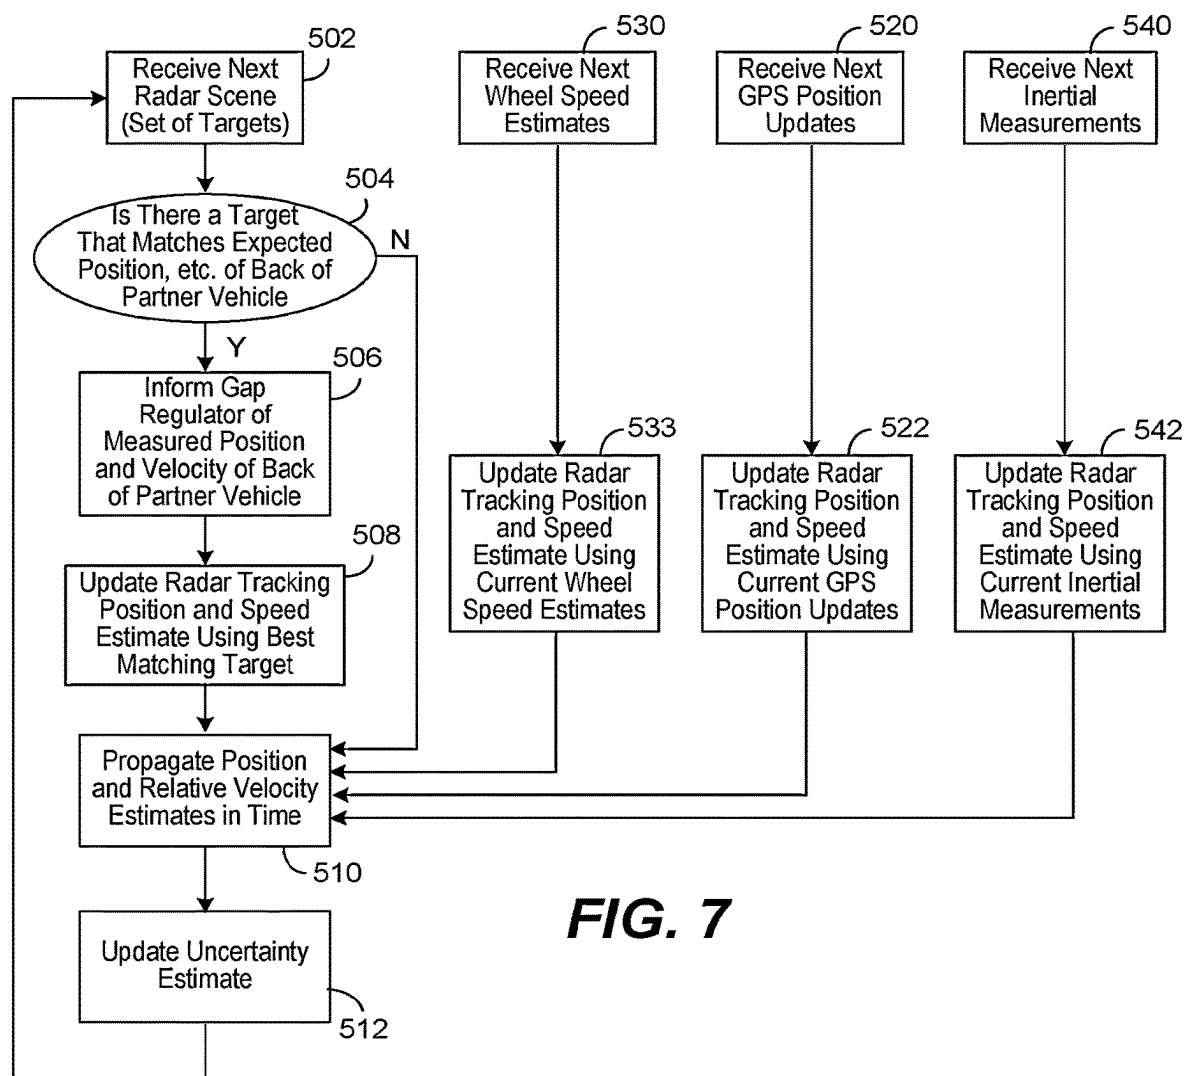 502
Receive Next
Radar Scene
(Set of Targets)
530
Receive Next
Wheel Speed
Estimates
520
Receive Next
GPS Position
Updates
540
Receive Next
Inertial
Measurements
504
Is There a Target
That Matches Expected
Position, etc. of Back of
Partner Vehicle
N
Y
506
Inform Gap
Regulator of
Measured Position
and Velocity of Back
of Partner Vehicle
533
Update Radar
Tracking Position
and Speed
Estimate Using
Current Wheel
Speed Estimates
522
Update Radar
Tracking Position
and Speed
Estimate Using
Current GPS
Position Updates
542
Update Radar
Tracking Position
and Speed
Estimate Using
Current Inertial
Measurements
508
Update Radar Tracking
Position and Speed
Estimate Using Best
Matching Target
Propagate Position
and Relative Velocity
Estimates in Time
510
Update Uncertainty
Estimate
512
FIG. 7